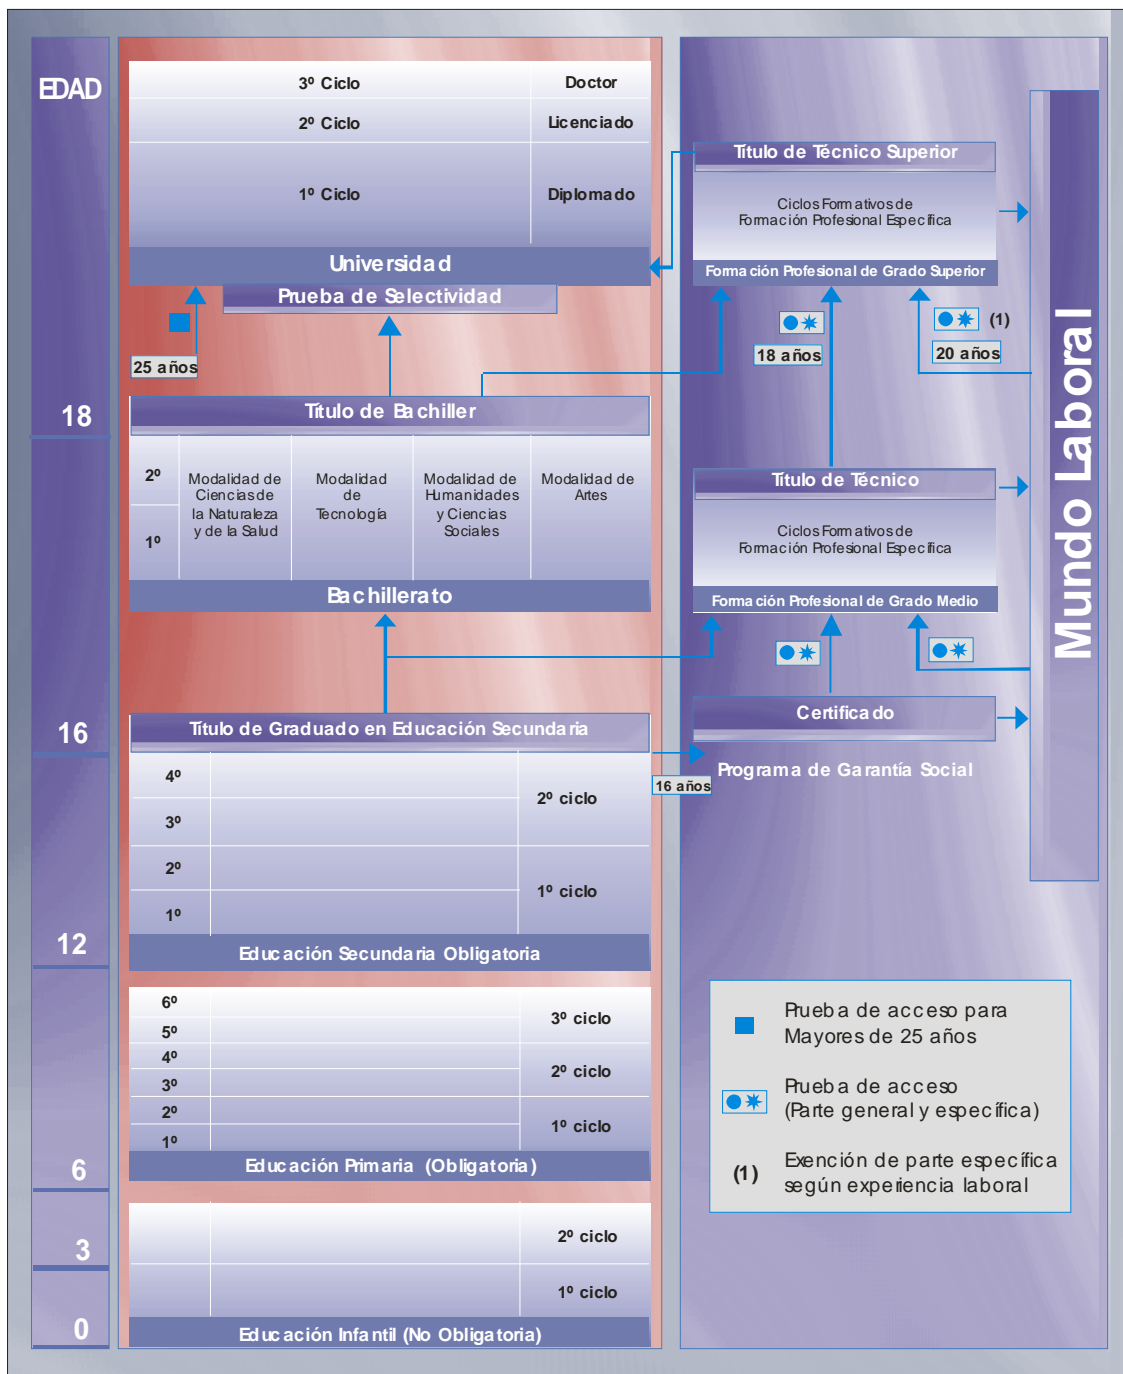 EDAD
3º Ciclo
Doctor
2º Ciclo
Licenciado
1º Ciclo
Diplomado
Universidad
Prueba de Selectividad
25 años
18
Título de Bachiller
2º
1º
Modalidad de
Ciencias de
la Naturaleza
y de la Salud
Modalidad
de
Tecnología
Modalidad de
Humanidades
y Ciencias
Sociales
Modalidad de
Artes
Bachillerato
16
Título de Graduado en Educación Secundaria
4º
3º
2º ciclo
2º
1º
1º ciclo
12
Educación Secundaria Obligatoria
6º
5º
3º ciclo
4º
3º
2º ciclo
2º
1º
1º ciclo
6
Educación Primaria (Obligatoria)
2º ciclo
3
1º ciclo
0
Educación Infantil (No Obligatoria)
Título de Técnico Superior
Ciclos Formativos de
Formación Profesional Específica
Formación Profesional de Grado Superior
18 años
(1)
20 años
Título de Técnico
Ciclos Formativos de
Formación Profesional Específica
Formación Profesional de Grado Medio
Certificado
Programa de Garantía Social
16 años
Mundo Laboral
Prueba de acceso para
Mayores de 25 años
Prueba de acceso
(Parte general y específica)
(1)
Exención de parte específica
según experiencia laboral